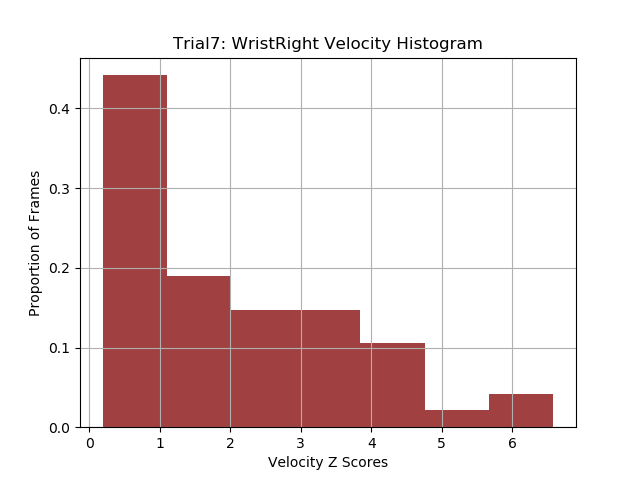 Trial7: WristRight Velocity Histogram
Proportion of Frames
0.4
0.3
0.2
0.1
0.0
0 1 2 3 4 5 6
Velocity Z Scores